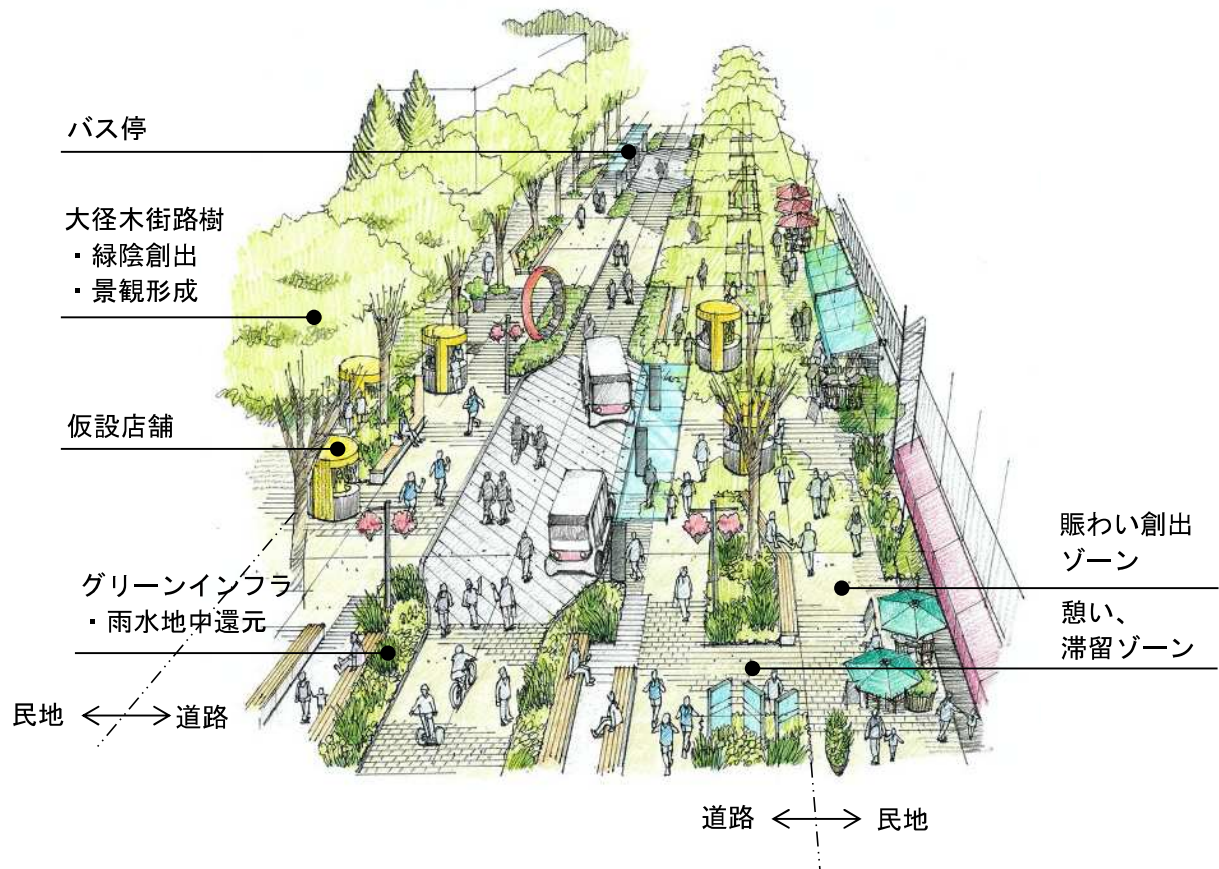 バス停
大径木街路樹
・緑陰創出
・景観形成
仮設店舗
グリーンインフラ
・雨水地中還元
民地
道路
賑わい創出
ゾーン
憩い、
滞留ゾーン
道路
民地